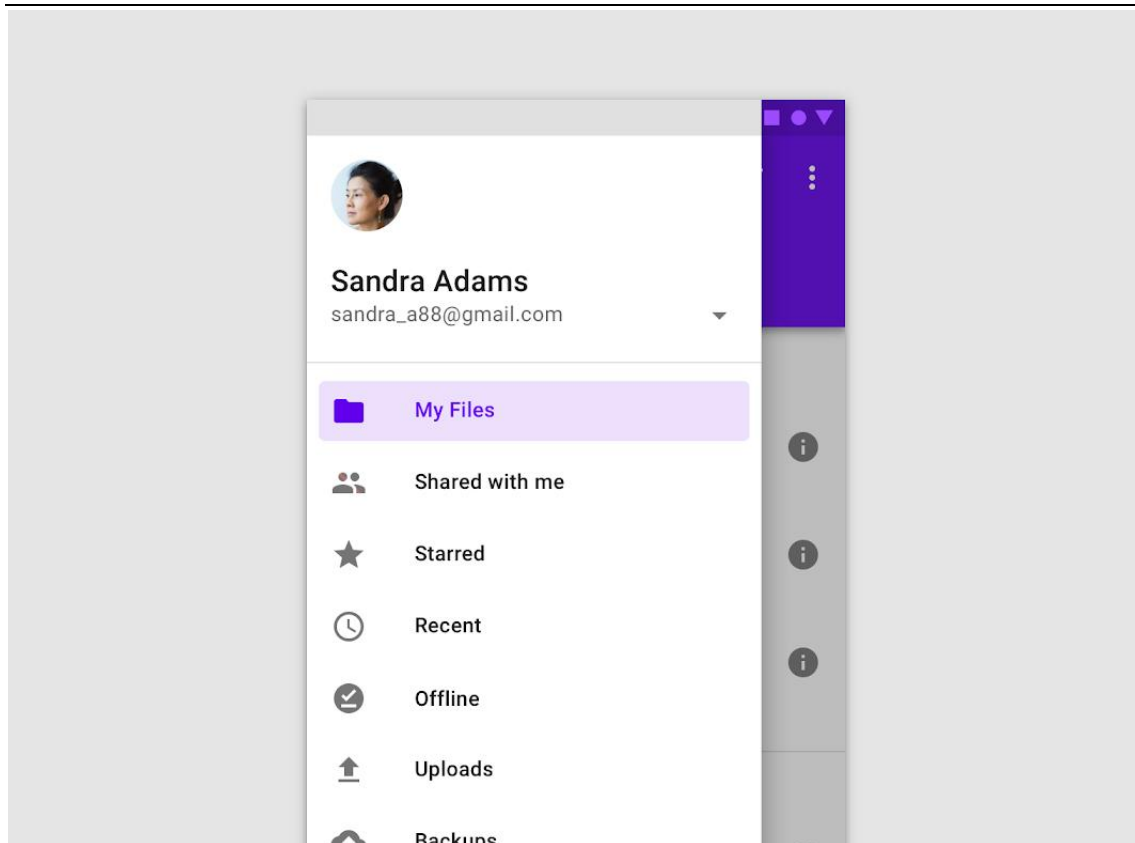 Sandra Adams
sandra_a88@gmail.com
My Files
Shared with me
Starred
Recent
Offline
Uploads
Backups